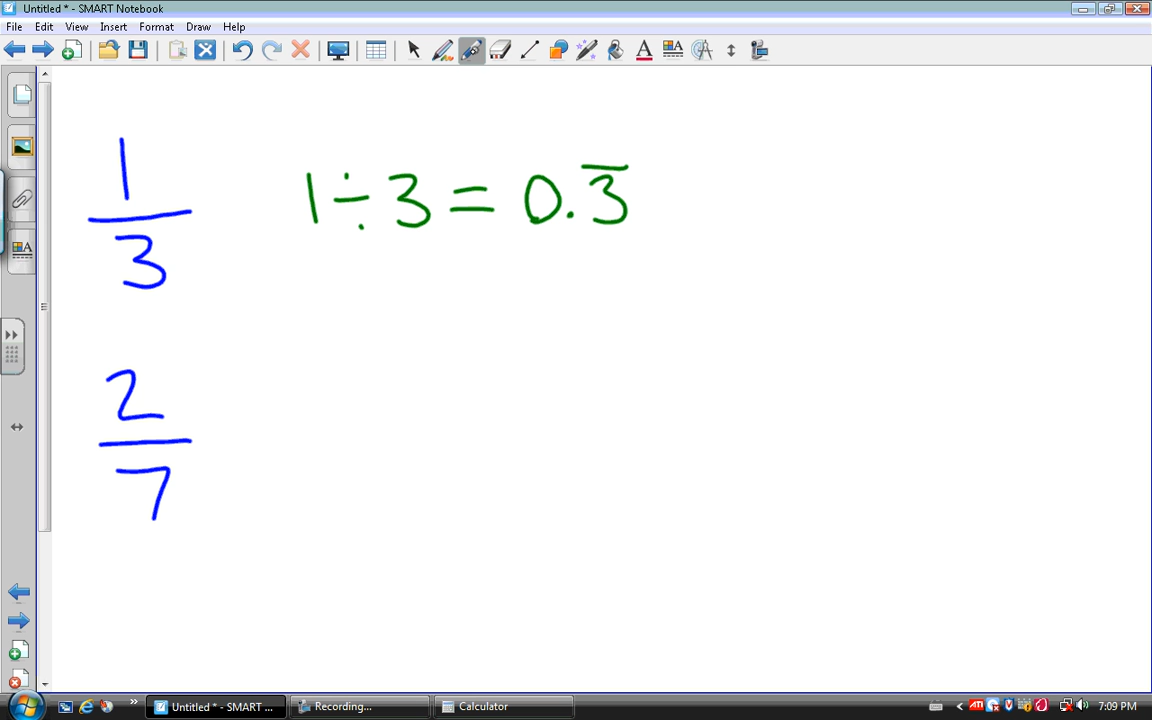 Untitled * - SMART Notebook
File Edit View Insert Format Draw Help
1/3 1÷3=0.3̅
2/7
Untitled * - SMART ... Recording... Calculator 7:09 PM